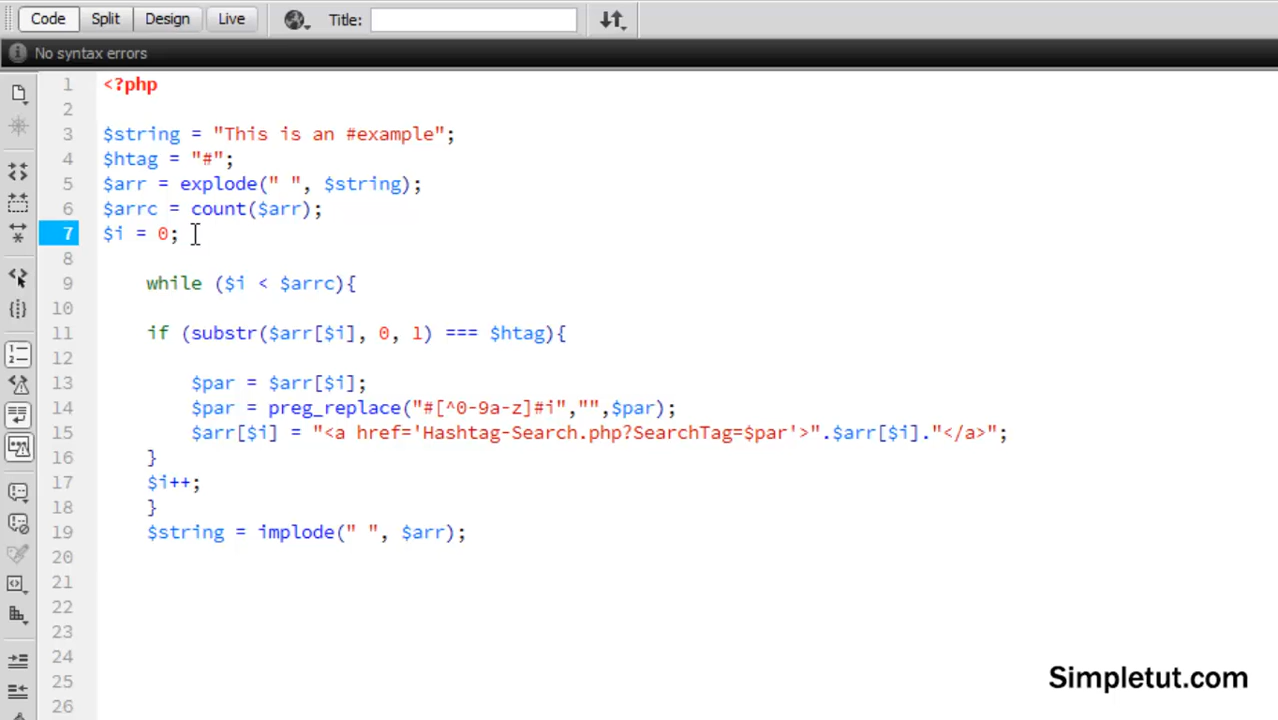 Code Split Design Live Title:
No syntax errors
1 <?php
2
3 $string = "This is an #example";
4 $htag = "#";
5 $arr = explode(" ", $string);
6 $arrc = count($arr);
7 $i = 0;
8
9 while ($i < $arrc){
10
11 if (substr($arr[$i], 0, 1) === $htag){
12
13 $par = $arr[$i];
14 $par = preg_replace("#[^0-9a-z]#i","",$par);
15 $arr[$i] = "<a href='Hashtag-Search.php?SearchTag=$par'>".$arr[$i]."</a>";
16 }
17 $i++;
18 }
19 $string = implode(" ", $arr);
20
21
22
23
24
25
26
Simpletut.com